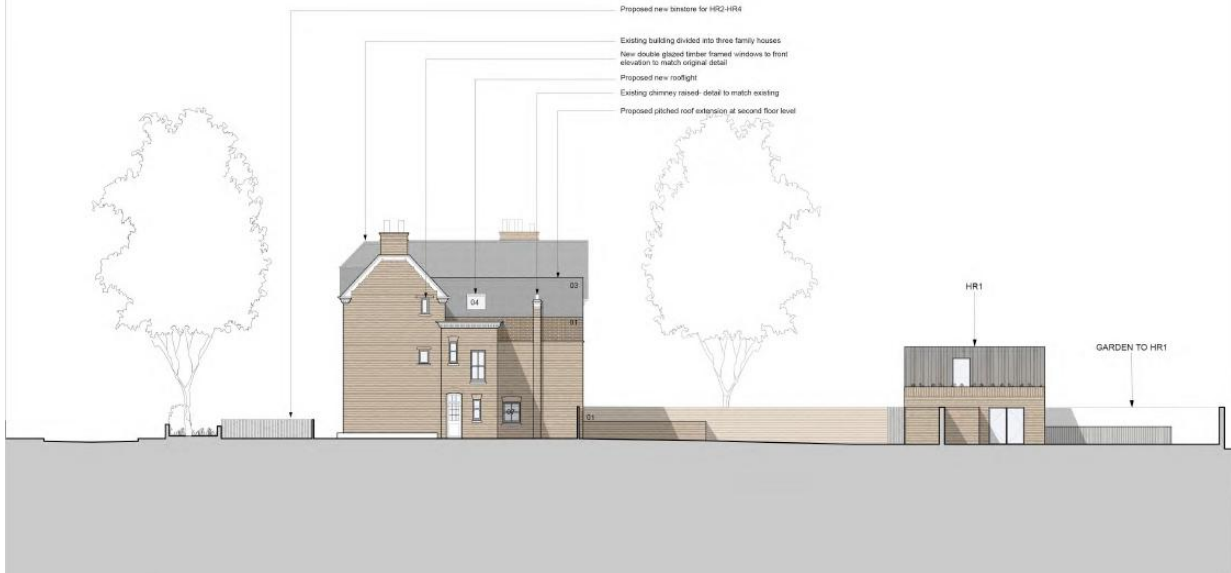 Proposed new binstore for HR2-HR4
Existing building divided into three family houses
New double glazed timber framed windows to front
elevation to match original detail
Proposed new rooflight
Existing chimney raised- detail to match existing
Proposed pitched roof extension at second floor level
03
HR1
04
01
GARDEN TO HR1
07
01